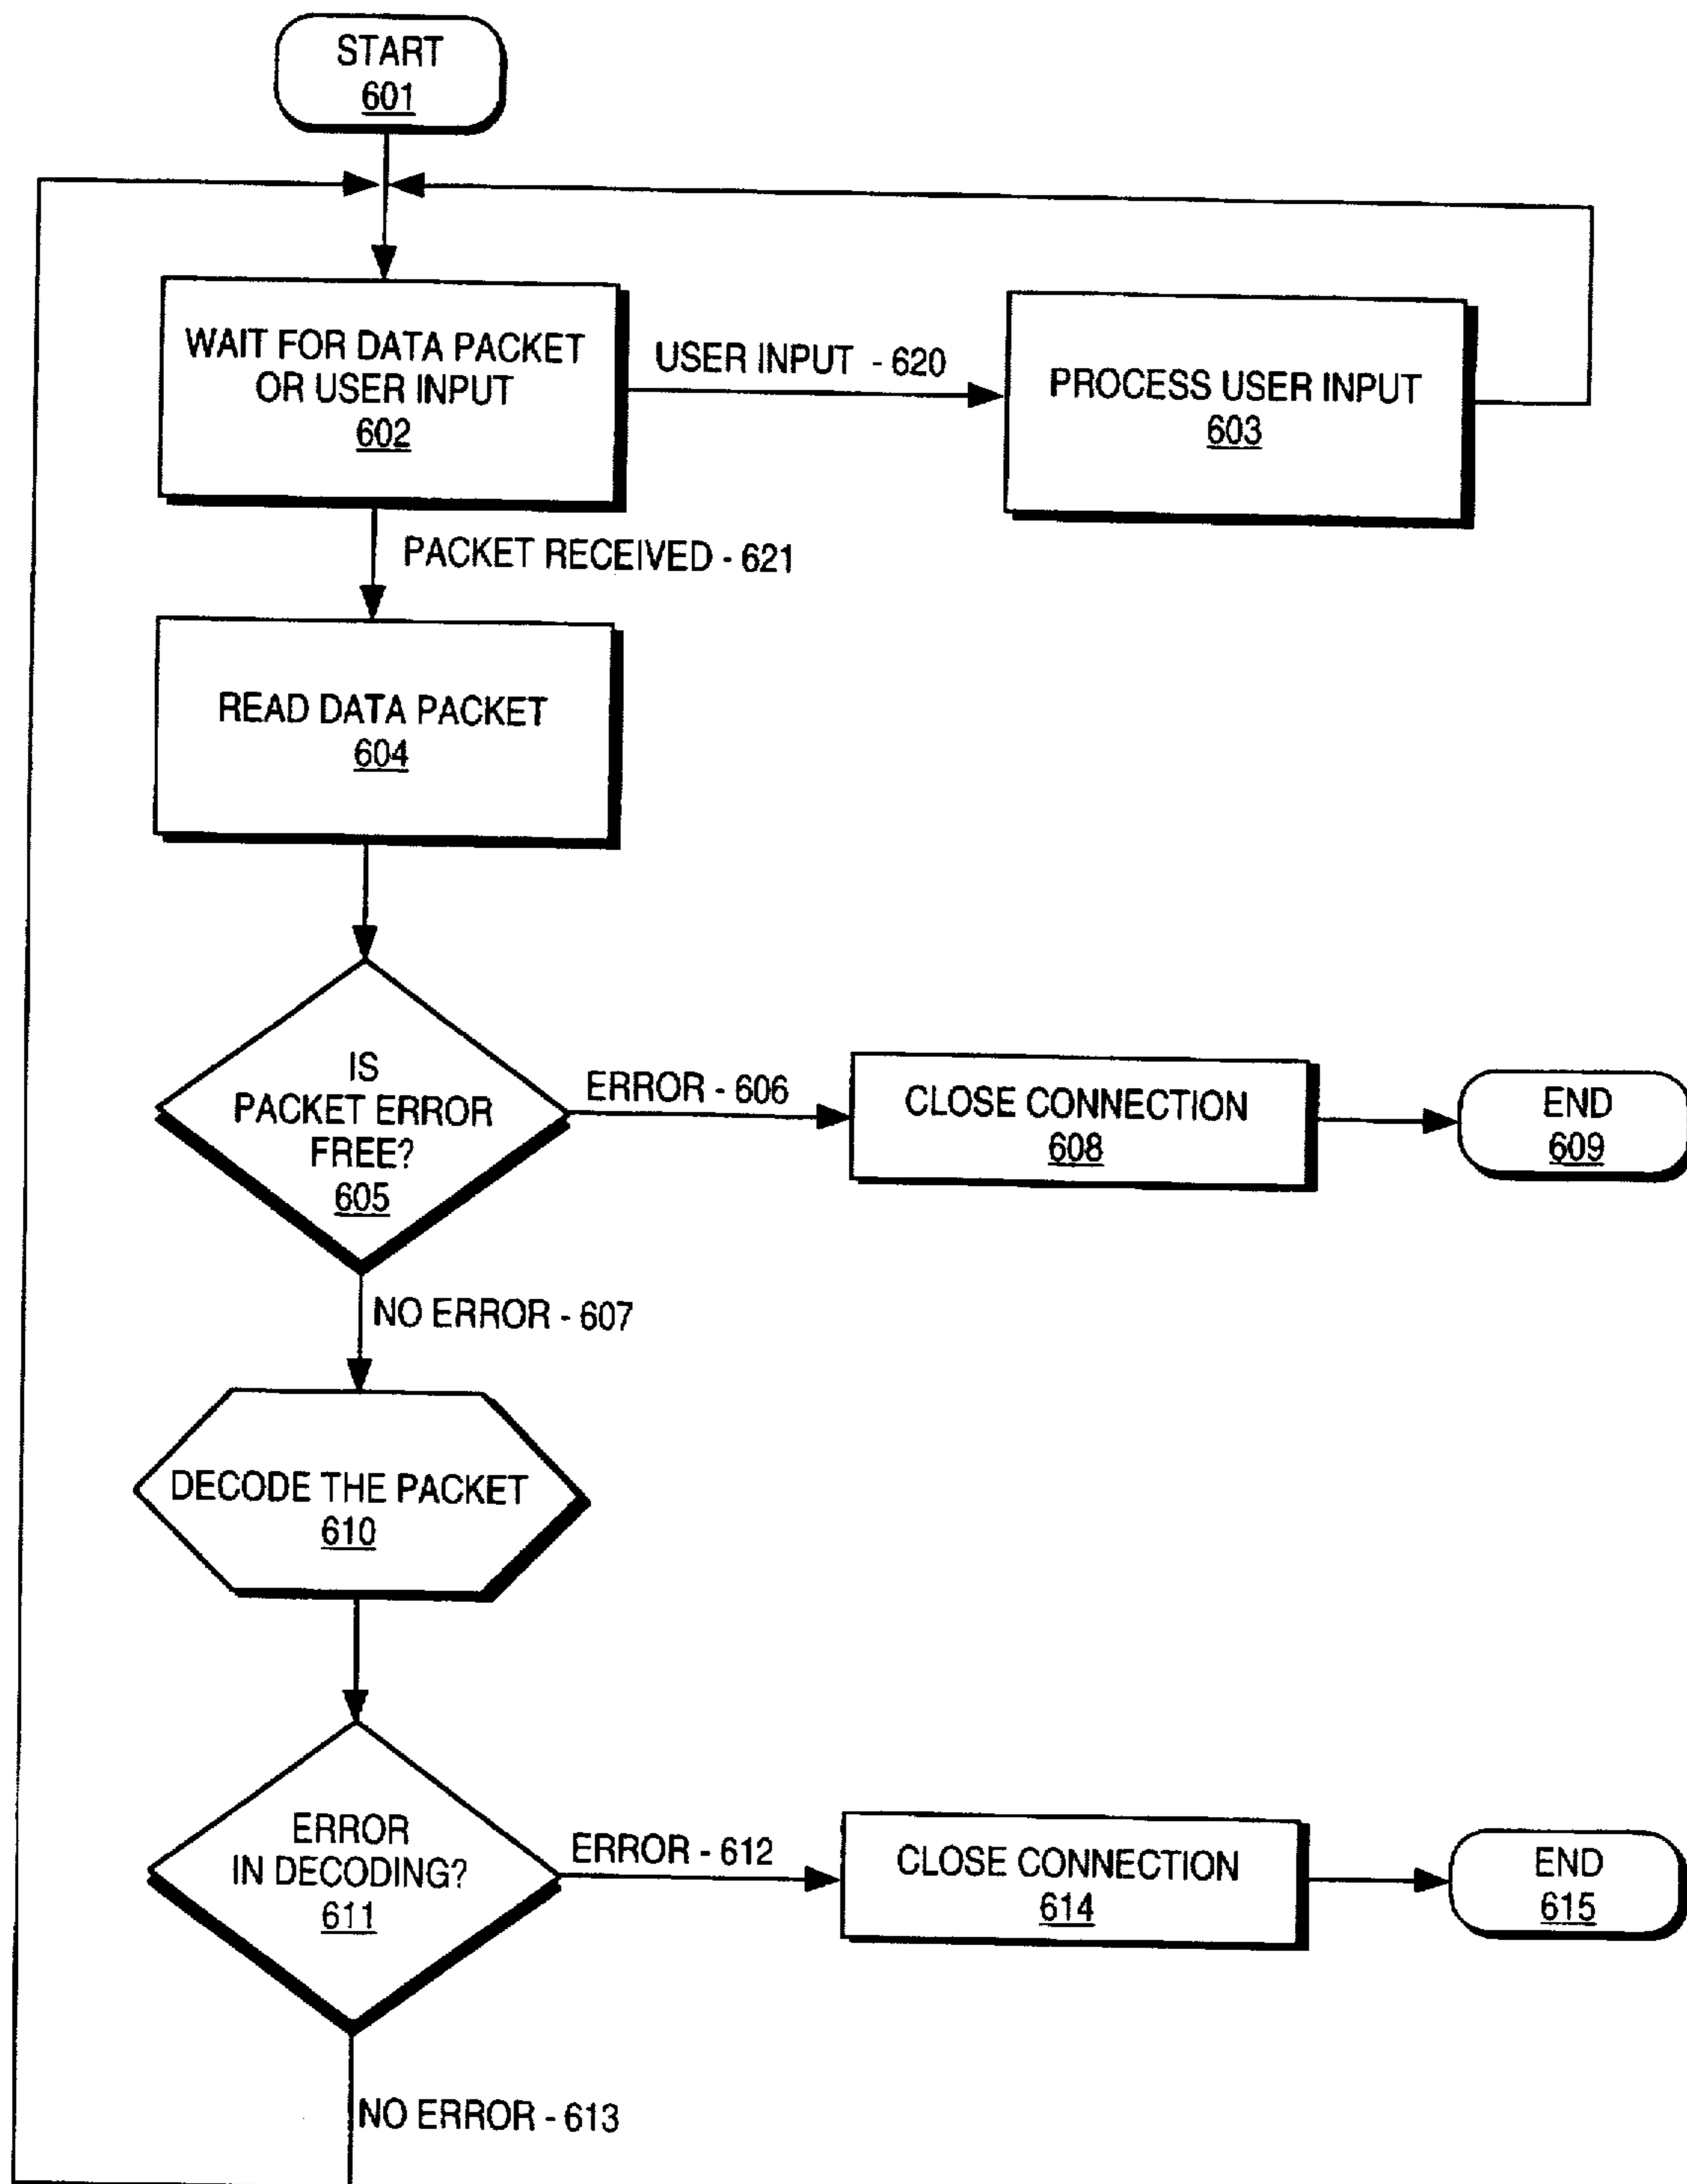 START
601
WAIT FOR DATA PACKET
OR USER INPUT
602
USER INPUT - 620
PROCESS USER INPUT
603
PACKET RECEIVED - 621
READ DATA PACKET
604
IS
PACKET ERROR
FREE?
605
ERROR - 606
CLOSE CONNECTION
608
END
609
NO ERROR - 607
DECODE THE PACKET
610
ERROR
IN DECODING?
611
ERROR - 612
CLOSE CONNECTION
614
END
615
NO ERROR - 613